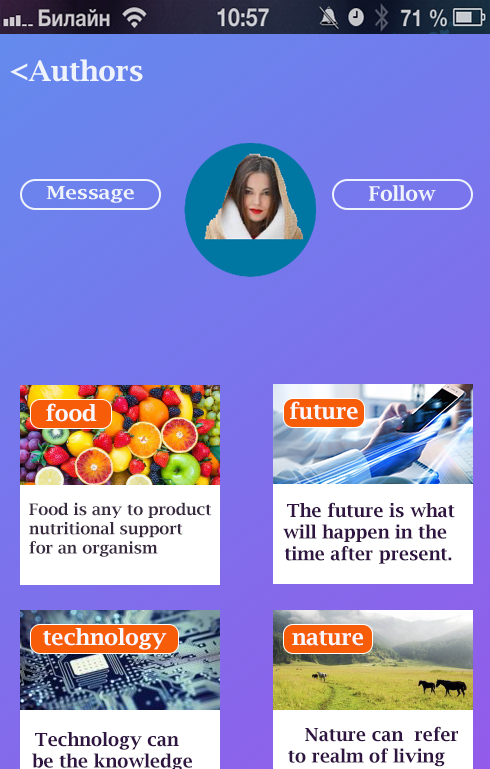 Билайн 10:57 71 %
<Authors
Message
Follow
food
Food is any to product
nutritional support
for an organism
future
The future is what
will happen in the
time after present.
technology
Technology can
be the knowledge
nature
Nature can refer
to realm of living